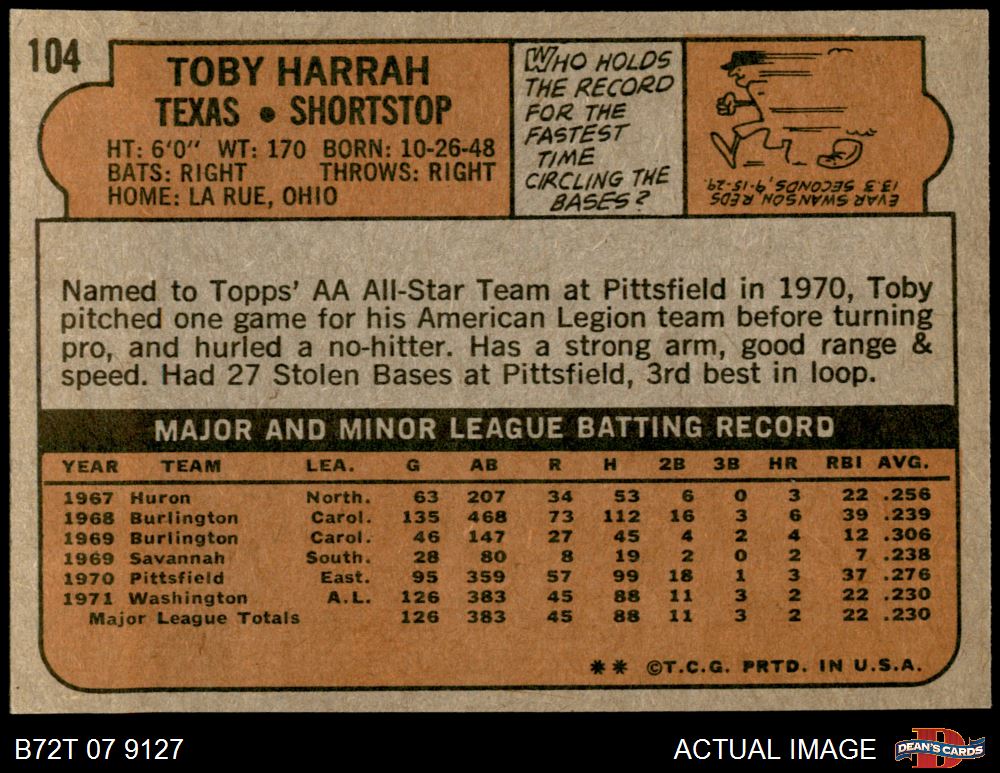 104
TOBY HARRAH
TEXAS • SHORTSTOP
HT: 6'0" WT: 170 BORN: 10-26-48
BATS: RIGHT THROWS: RIGHT
HOME: LA RUE, OHIO
WHO HOLDS
THE RECORD
FOR THE
FASTEST
TIME
CIRCLING THE
BASES?
EVAR SWANSON REDS
13.3 SECONDS, 9-15-29.
Named to Topps' AA All-Star Team at Pittsfield in 1970, Toby
pitched one game for his American Legion team before turning
pro, and hurled a no-hitter. Has a strong arm, good range &
speed. Had 27 Stolen Bases at Pittsfield, 3rd best in loop.
MAJOR AND MINOR LEAGUE BATTING RECORD
YEAR TEAM LEA. G AB R H 2B 3B HR RBI AVG.
1967 Huron North. 63 207 34 53 6 0 3 22 .256
1968 Burlington Carol. 135 468 73 112 16 3 6 39 .239
1969 Burlington Carol. 46 147 27 45 4 2 4 12 .306
1969 Savannah South. 28 80 8 19 2 0 2 7 .238
1970 Pittsfield East. 95 359 57 99 18 1 3 37 .276
1971 Washington A.L. 126 383 45 88 11 3 2 22 .230
Major League Totals 126 383 45 88 11 3 2 22 .230
** ©T.C.G. PRTD. IN U.S.A.
B72T 07 9127
ACTUAL IMAGE
D
DEAN'S CARDS